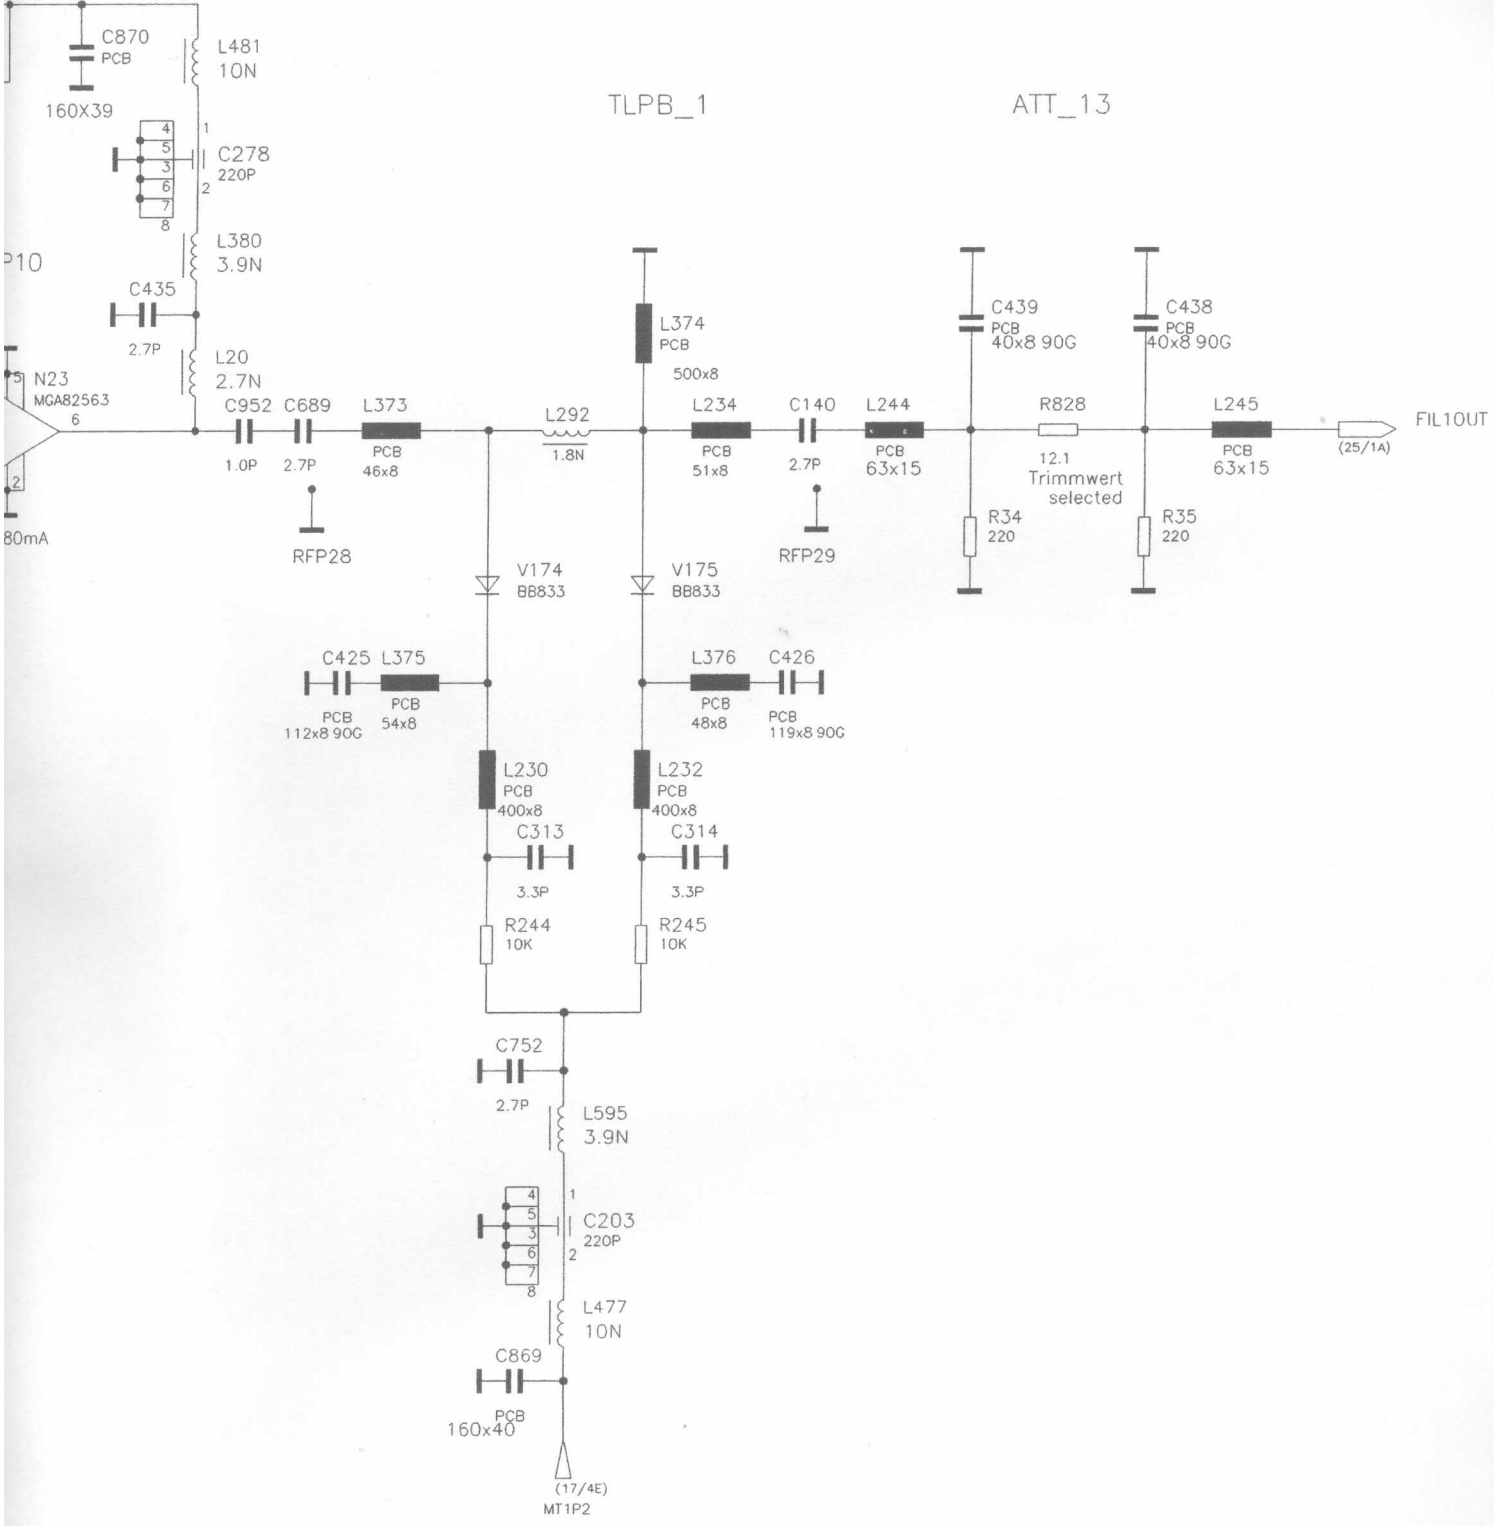 C870
PCB
160X39
L481
10N
TLPB_1
ATT_13
4
5
3
6
7
8
1
2
C278
220P
L380
3.9N
P10
C435
2.7P
L20
2.7N
L374
PCB
500x8
C439
PCB
40x8 90G
C438
PCB
40x8 90G
5
N23
MGA82563
6
2
80mA
C952
1.0P
C689
2.7P
L373
PCB
46x8
L292
1.8N
L234
PCB
51x8
C140
2.7P
L244
PCB
63x15
R828
12.1
Trimmwert
selected
L245
PCB
63x15
FIL1OUT
(25/1A)
RFP28
RFP29
R34
220
R35
220
V174
BB833
V175
BB833
C425
PCB
112x8 90G
L375
PCB
54x8
L376
PCB
48x8
C426
PCB
119x8 90G
L230
PCB
400x8
L232
PCB
400x8
C313
3.3P
C314
3.3P
R244
10K
R245
10K
C752
2.7P
L595
3.9N
4
5
3
6
7
8
1
2
C203
220P
L477
10N
C869
PCB
160x40
(17/4E)
MT1P2